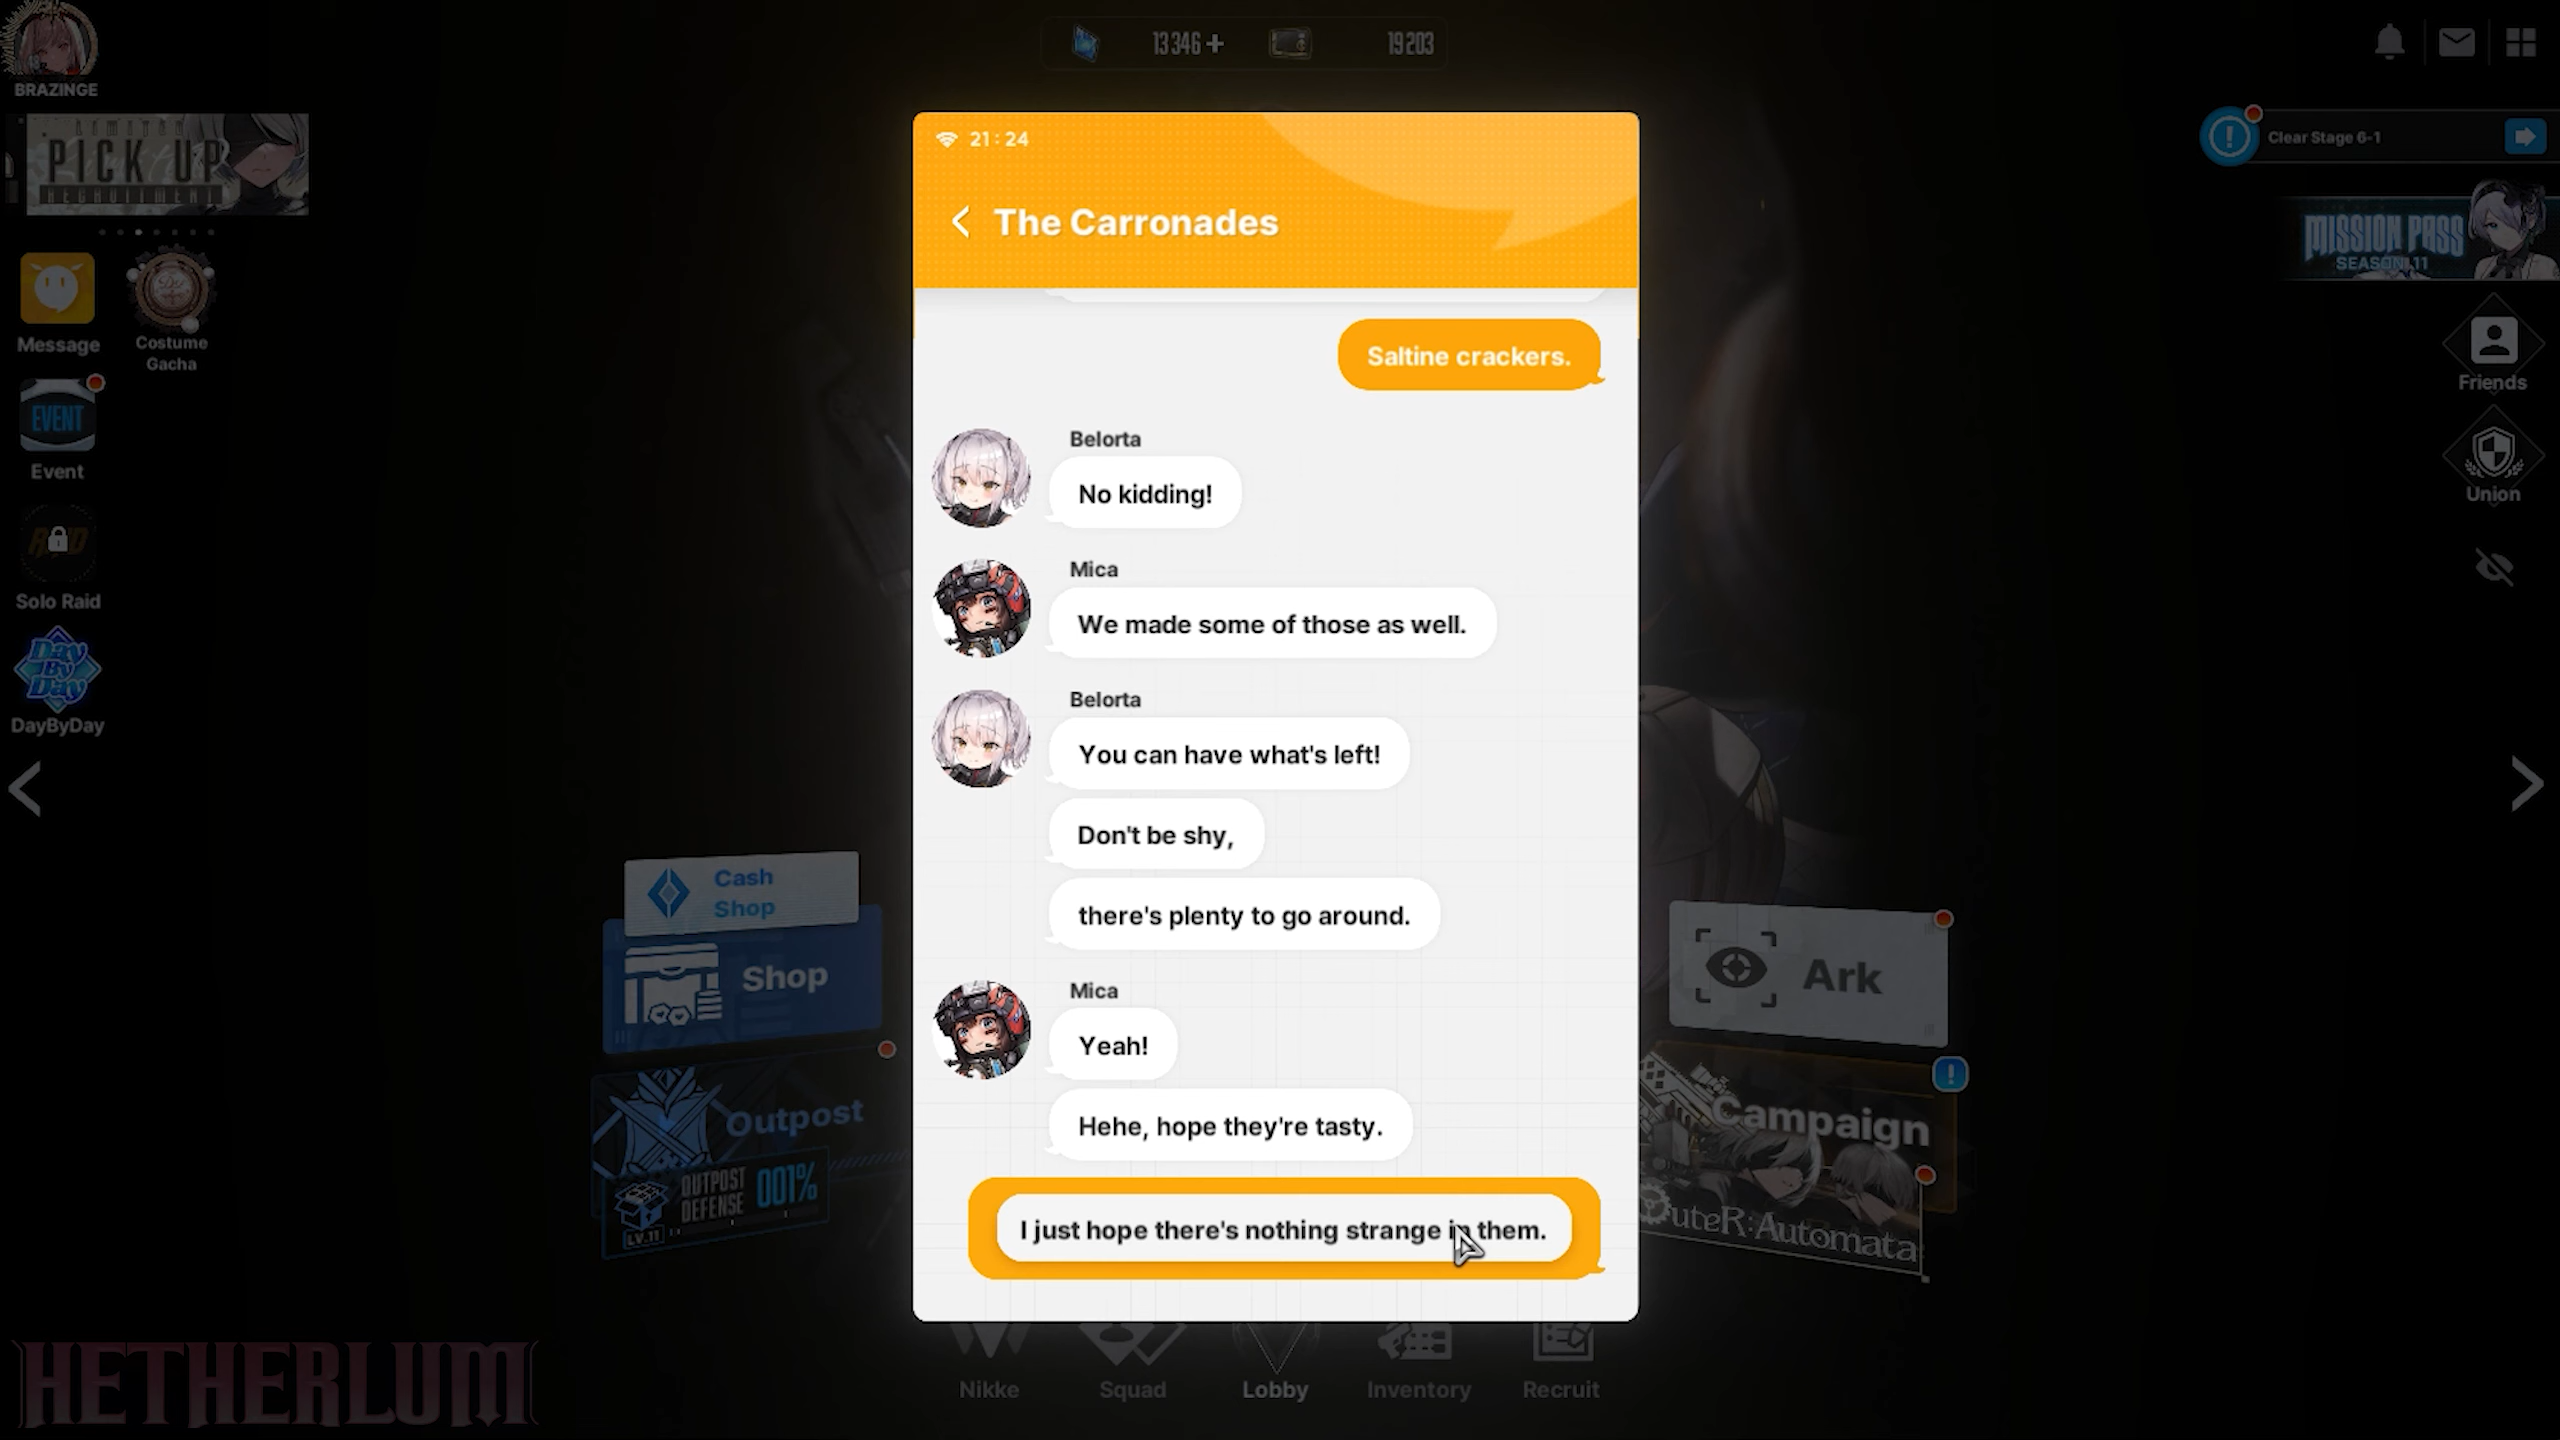 13346+
19203
BRAZINGE
LIMITED
PICK UP
RECRUITMENT
21:24
Clear Stage 6-1
The Carronades
MISSION PASS
SEASON 11
Message
Costume
Gacha
Saltine crackers.
Friends
EVENT
Event
Belorta
No kidding!
Union
Solo Raid
Mica
We made some of those as well.
Day
By
Day
DayByDay
Belorta
You can have what's left!
Don't be shy,
there's plenty to go around.
Cash
Shop
Shop
Ark
Mica
Yeah!
Hehe, hope they're tasty.
Outpost
OUTPOST
DEFENSE
001%
LV.11
Campaign
OuteR:Automata
I just hope there's nothing strange in them.
HETHERLUM
Nikke
Squad
Lobby
Inventory
Recruit